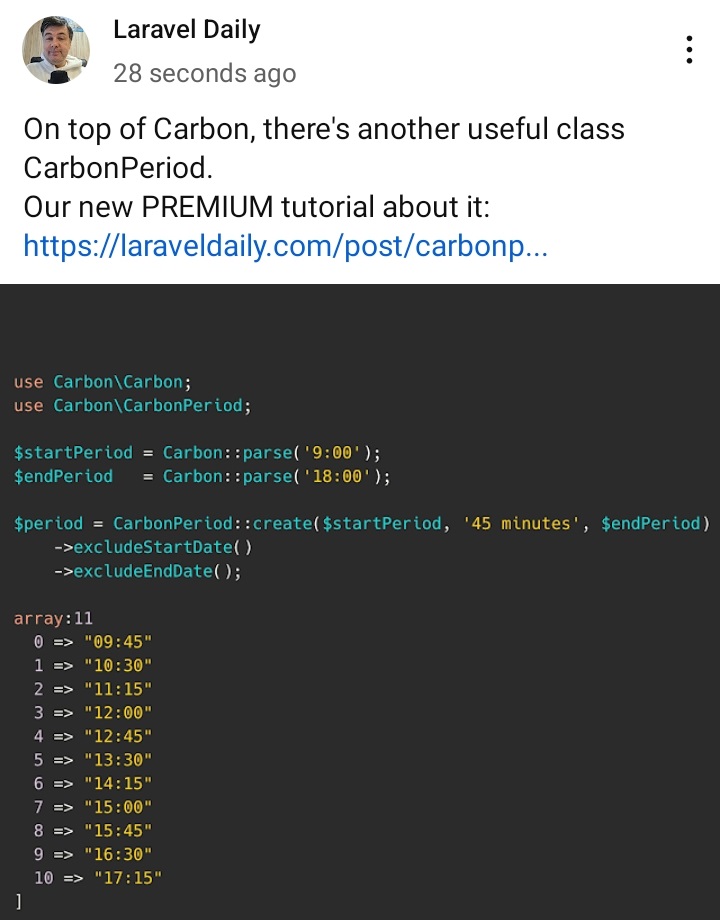 Laravel Daily
28 seconds ago
On top of Carbon, there's another useful class
CarbonPeriod.
Our new PREMIUM tutorial about it:
https://laraveldaily.com/post/carbonp...
use Carbon\Carbon;
use Carbon\CarbonPeriod;
$startPeriod = Carbon::parse('9:00');
$endPeriod   = Carbon::parse('18:00');
$period = CarbonPeriod::create($startPeriod, '45 minutes', $endPeriod)
    ->excludeStartDate()
    ->excludeEndDate();
array:11
  0 => "09:45"
  1 => "10:30"
  2 => "11:15"
  3 => "12:00"
  4 => "12:45"
  5 => "13:30"
  6 => "14:15"
  7 => "15:00"
  8 => "15:45"
  9 => "16:30"
  10 => "17:15"
]